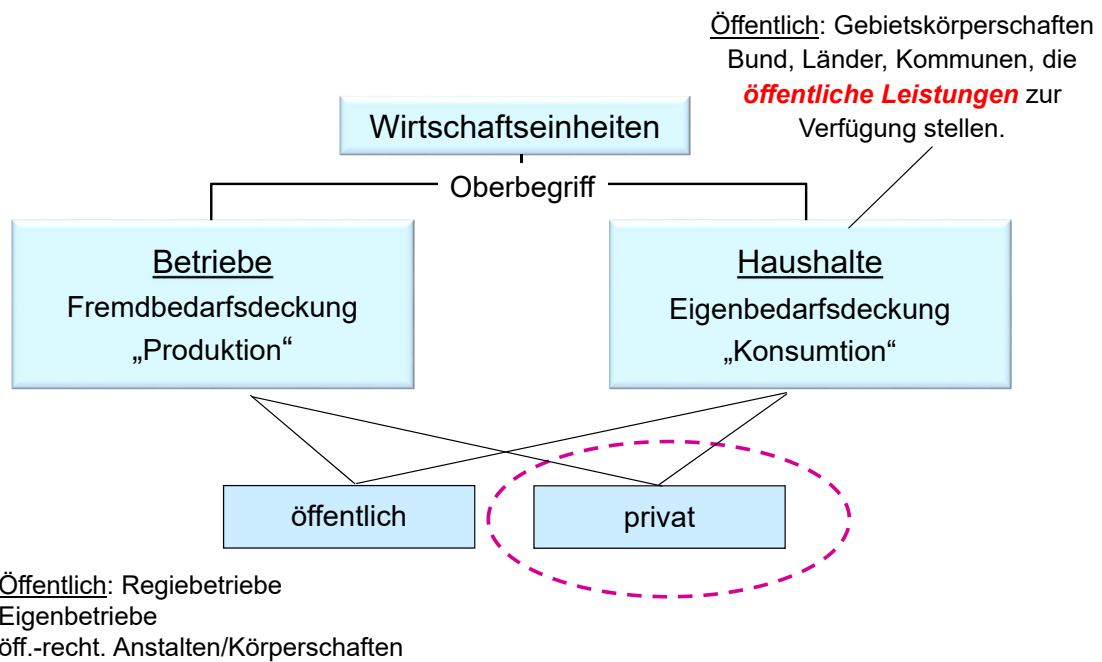 Öffentlich: Gebietskörperschaften
Bund, Länder, Kommunen, die
öffentliche Leistungen zur
Verfügung stellen.
Wirtschaftseinheiten
Oberbegriff
Betriebe
Fremdbedarfsdeckung
„Produktion“
Haushalte
Eigenbedarfsdeckung
„Konsumtion“
öffentlich
privat
Öffentlich: Regiebetriebe
Eigenbetriebe
öff.-recht. Anstalten/Körperschaften